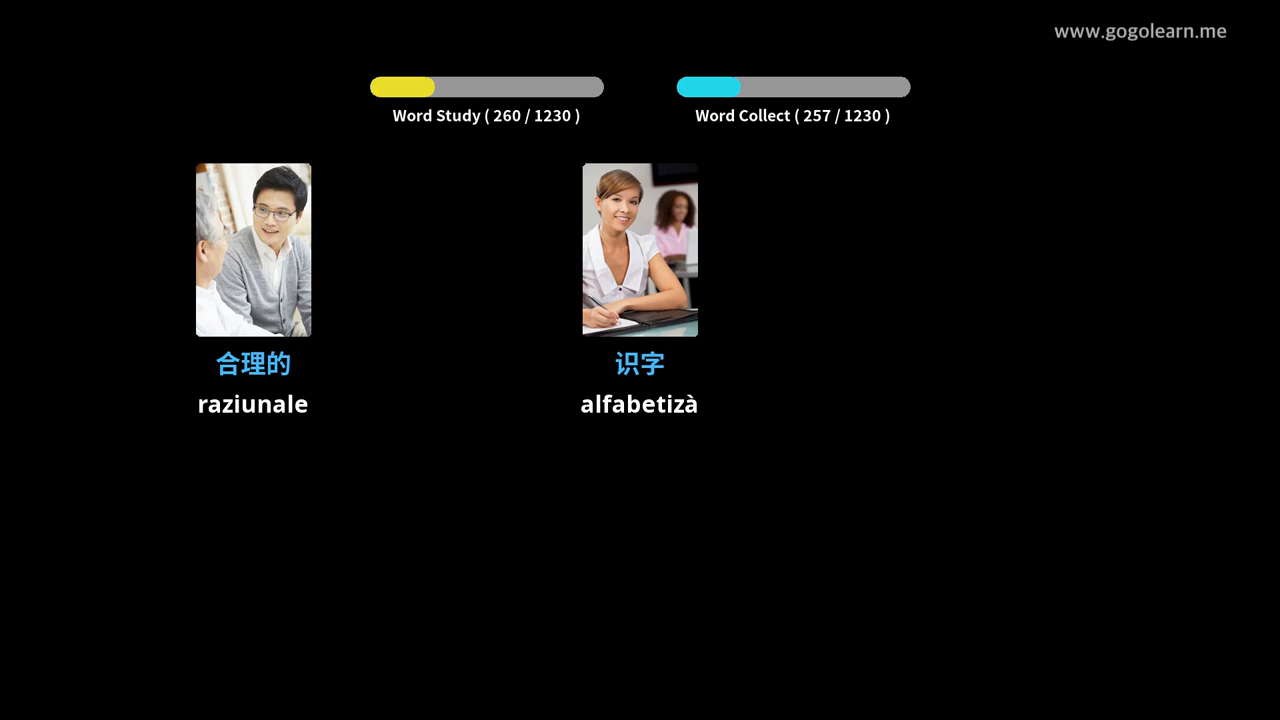 www.gogolearn.me
Word Study ( 260 / 1230 )
Word Collect ( 257 / 1230 )
合理的
raziunale
识字
alfabetizà